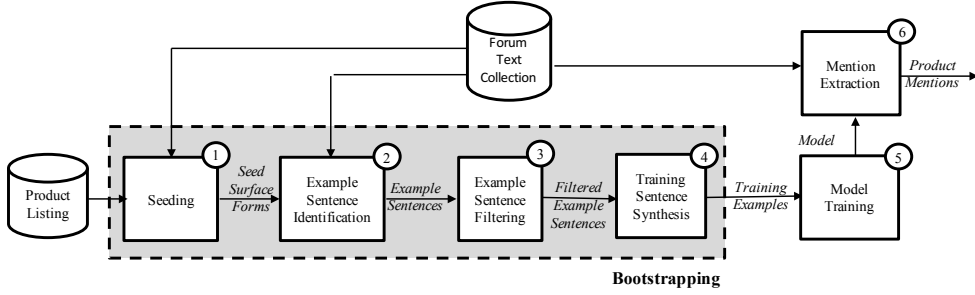 Forum
Text
Collection
6
Mention
Extraction
Product
Mentions
Model
Product
Listing
1
Seeding
Seed
Surface
Forms
2
Example
Sentence
Identification
Example
Sentences
3
Example
Sentence
Filtering
Filtered
Example
Sentences
4
Training
Sentence
Synthesis
Training
Examples
5
Model
Training
Bootstrapping